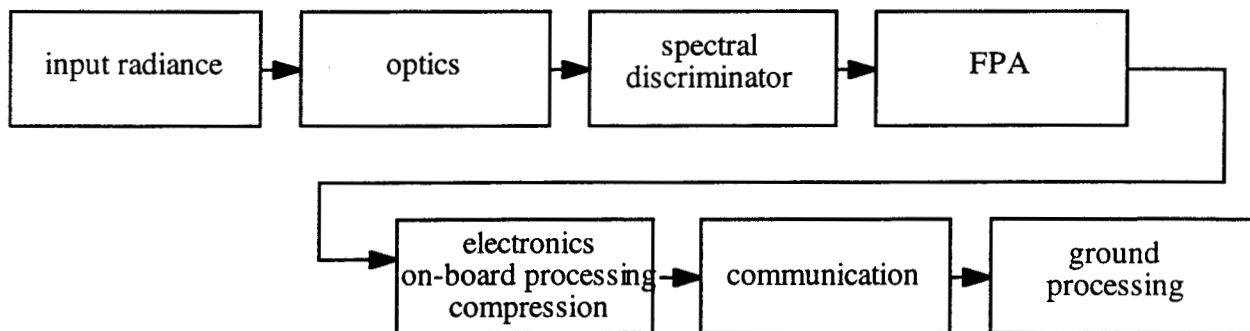 input radiance
optics
spectral
discriminator
FPA
electronics
on-board processing
compression
communication
ground
processing